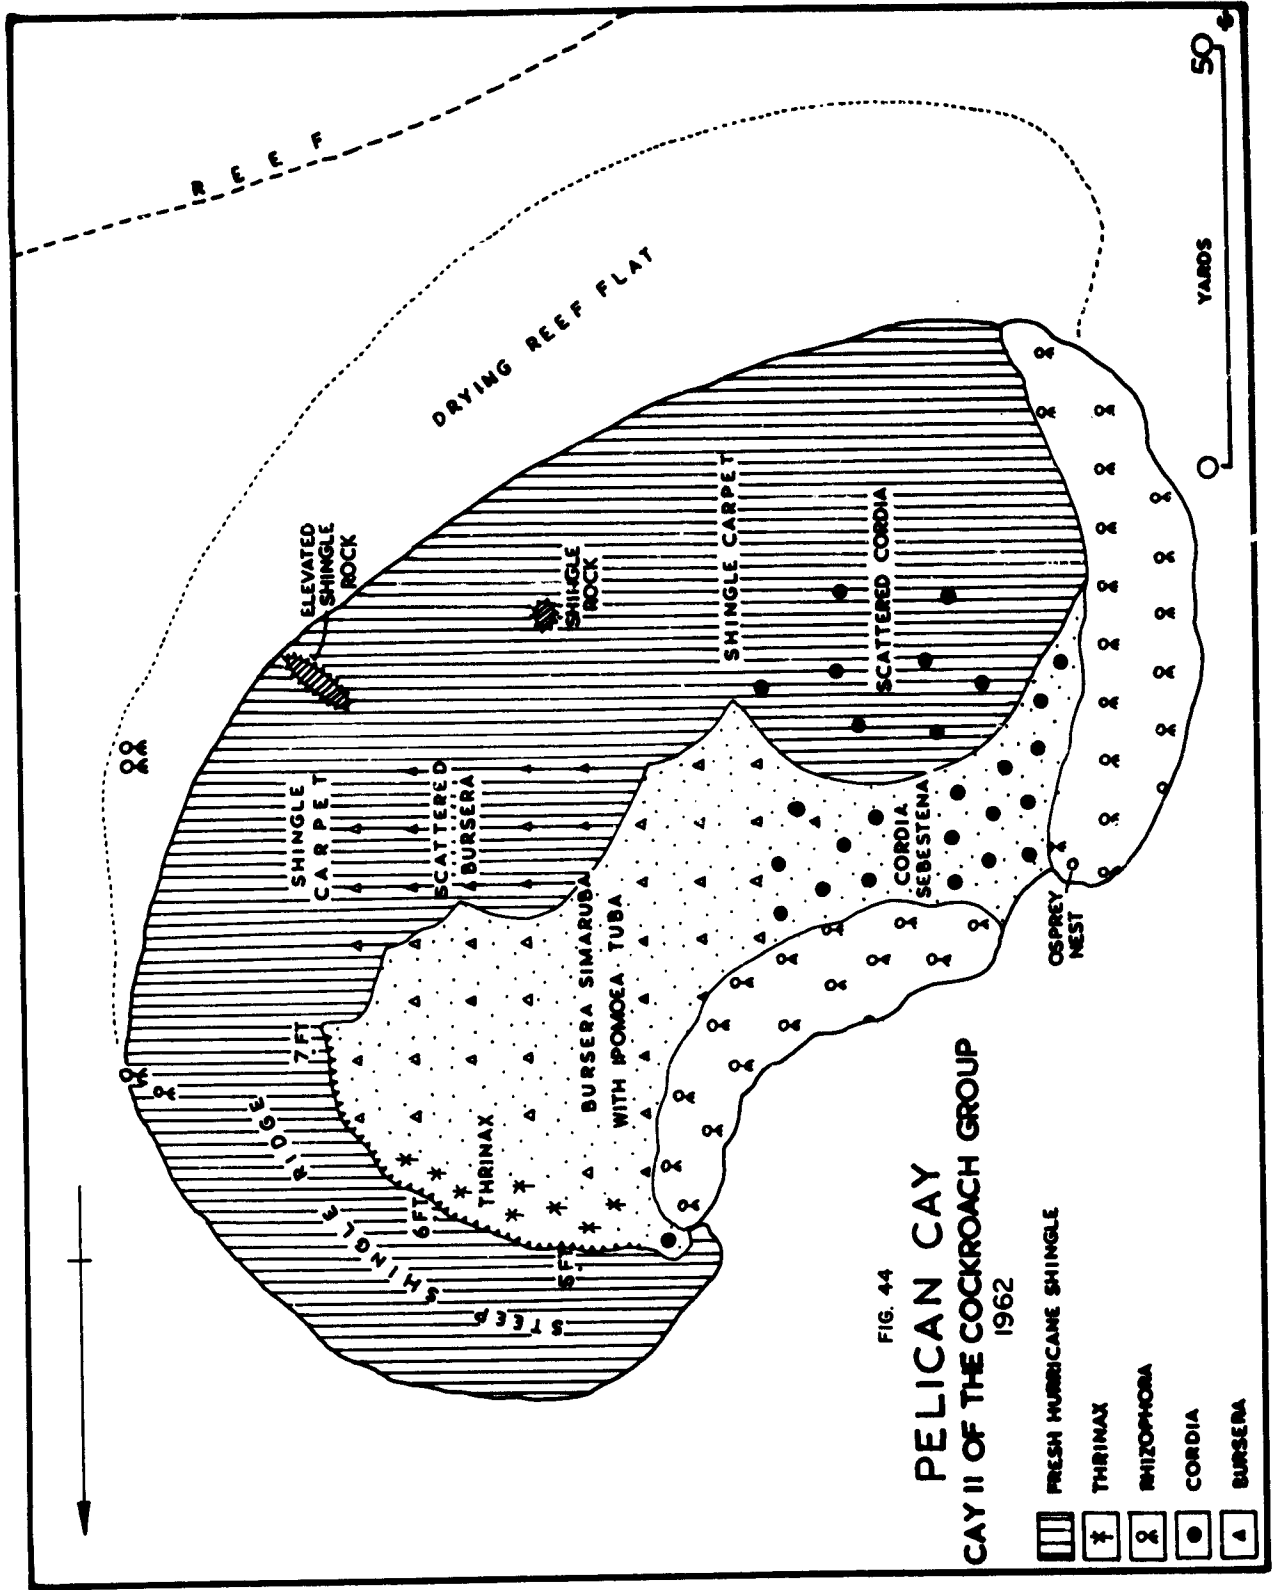 REEF
DRYING REEF FLAT
ELEVATED
SHINGLE
ROCK
SHINGLE
ROCK
SHINGLE CARPET
SCATTERED CORDIA
SHINGLE
CARPET
SCATTERED
BURSERA
7 FT
STEEP SHINGLE RIDGE
6 FT
5 FT
THRINAX
BURSERA SIMARUBA
WITH IPOMOEA TUBA
CORDIA
SEBESTENA
OSPREY
NEST
FIG. 44
PELICAN CAY
CAY II OF THE COCKROACH GROUP
1962
FRESH HURRICANE SHINGLE
THRINAX
RHIZOPHORA
CORDIA
BURSERA
0 YARDS 50